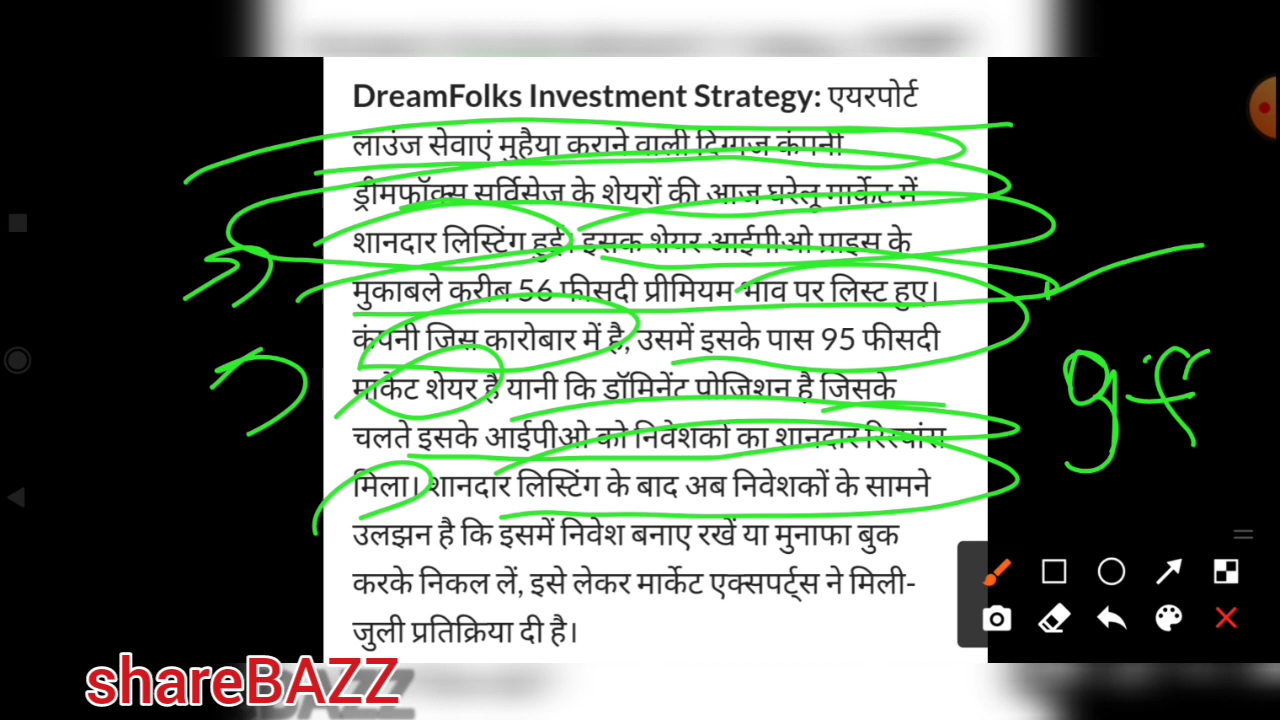 DreamFolks Investment Strategy: एयरपोर्ट
लाउंज सेवाएं मुहैया कराने वाली दिग्गज कंपनी
ड्रीमफॉक्स सर्विसेज के शेयरों की आज घरेलू मार्केट में
शानदार लिस्टिंग हुई। इसके शेयर आईपीओ प्राइस के
मुकाबले करीब 56 फीसदी प्रीमियम भाव पर लिस्ट हुए।
कंपनी जिस कारोबार में है, उसमें इसके पास 95 फीसदी
मार्केट शेयर है यानी कि डॉमिनेंट पोजिशन है जिसके
चलते इसके आईपीओ को निवेशकों का शानदार रिस्पांस
मिला। शानदार लिस्टिंग के बाद अब निवेशकों के सामने
उलझन है कि इसमें निवेश बनाए रखें या मुनाफा बुक
करके निकल लें, इसे लेकर मार्केट एक्सपर्ट्स ने मिली-
जुली प्रतिक्रिया दी है।
gf
shareBAZZ